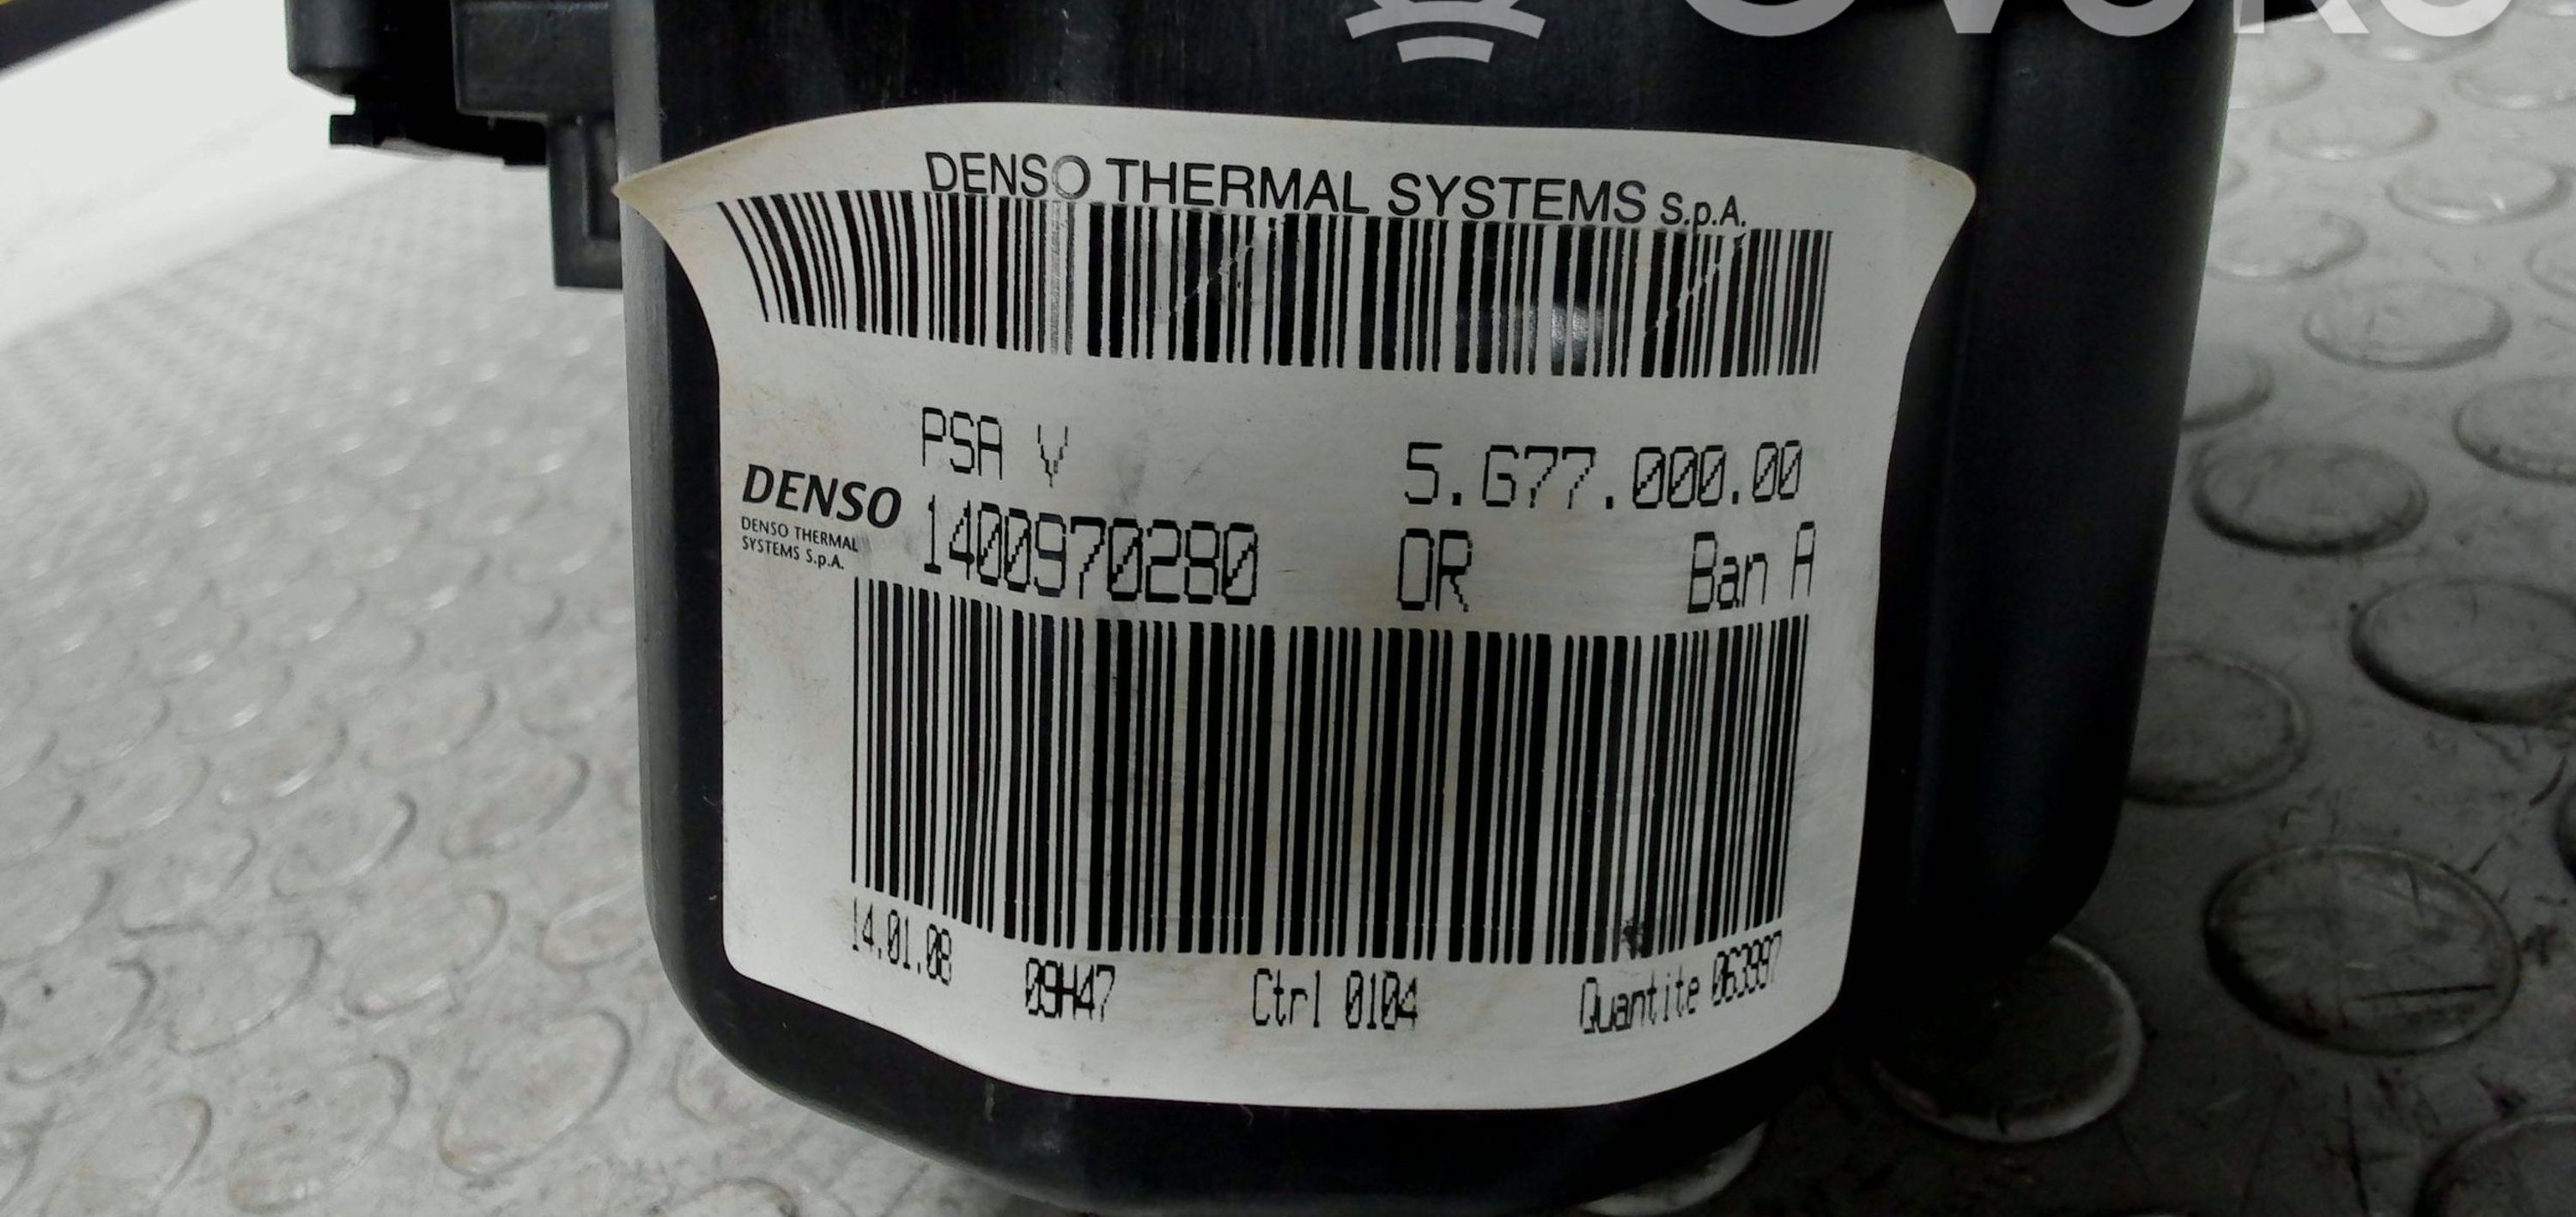 OVOKO
DENSO THERMAL SYSTEMS S.p.A.
PSA V 5.G77.000.00
DENSO
DENSO THERMAL
SYSTEMS S.p.A.
1400970280 OR Ban A
14.01.08 09H47 Ctrl 0104 Quantite 063997